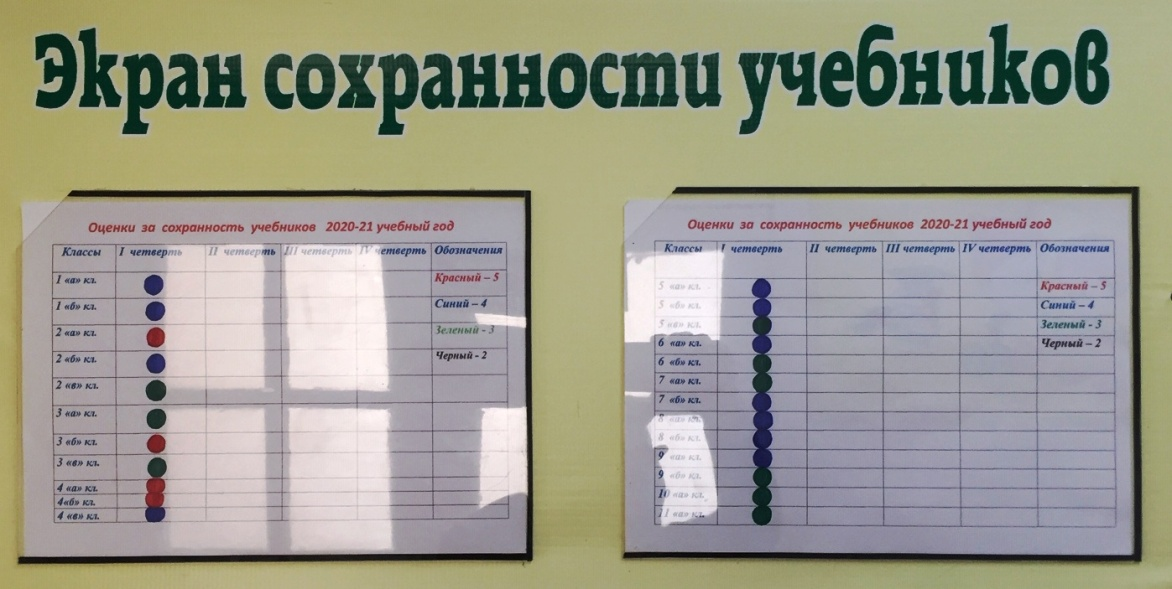 Экран сохранности учебников
Оценки за сохранность учебников 2020-21 учебный год
Классы I четверть II четверть III четверть IV четверть Обозначения
1 «а» кл. Красный – 5
1 «б» кл. Синий – 4
2 «а» кл. Зеленый - 3
2 «б» кл. Черный - 2
2 «в» кл.
3 «а» кл.
3 «б» кл.
3 «в» кл.
4 «а» кл.
4«б» кл.
4 «в» кл.
Оценки за сохранность учебников 2020-21 учебный год
Классы I четверть II четверть III четверть IV четверть Обозначения
5 «а» кл. Красный – 5
5 «б» кл. Синий – 4
5 «в» кл. Зеленый - 3
6 «а» кл. Черный – 2
6 «б» кл.
7 «а» кл.
7 «б» кл.
8 «а» кл.
8 «б» кл.
9 «а» кл.
9 «б» кл.
10 «а» кл.
11 «а» кл.